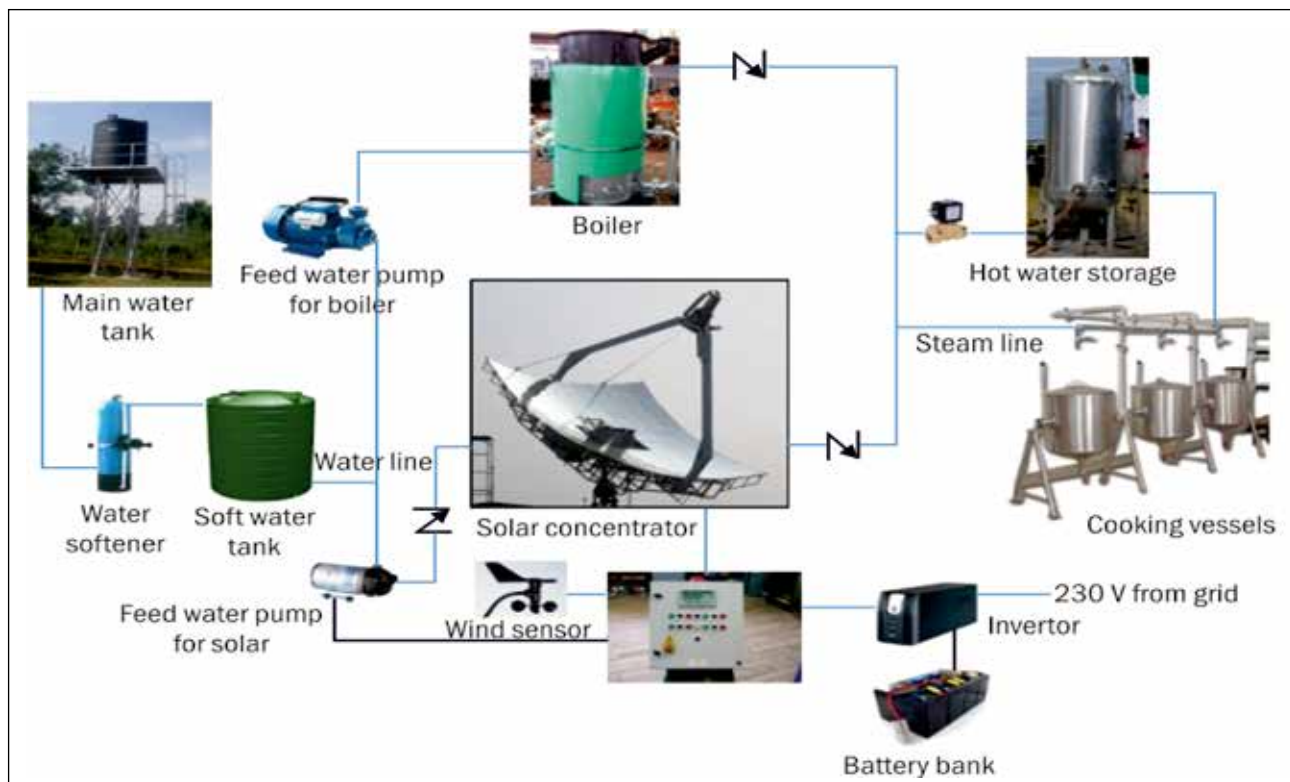 Boiler
Main water
tank
Feed water pump
for boiler
Hot water storage
Steam line
Water
softener
Soft water
tank
Water line
Solar concentrator
Cooking vessels
Feed water pump
for solar
Wind sensor
230 V from grid
Invertor
Battery bank